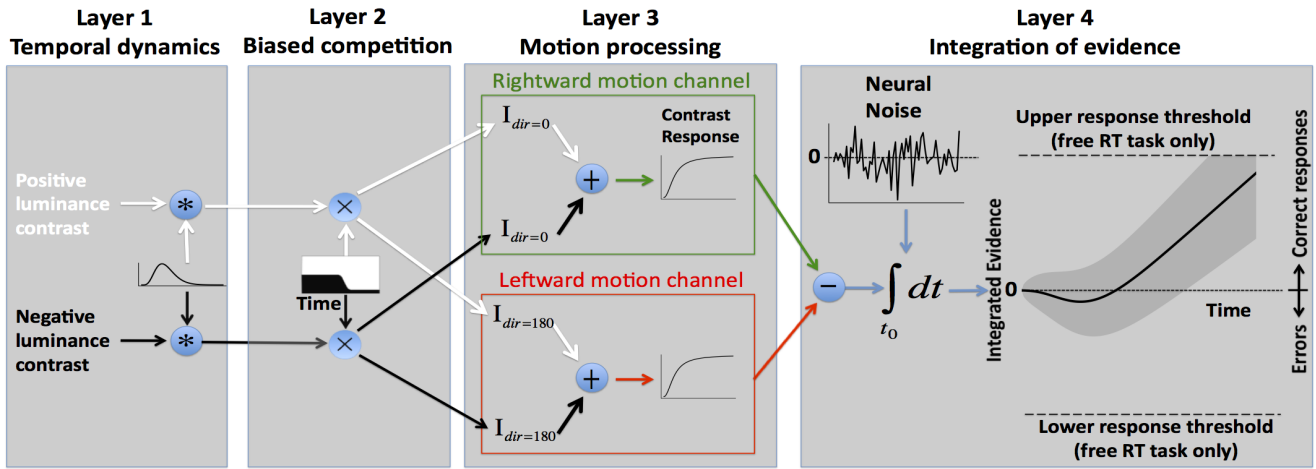 Layer 1
Temporal dynamics
Layer 2
Biased competition
Layer 3
Motion processing
Layer 4
Integration of evidence
Positive
luminance
contrast
*
Negative
luminance
contrast
*
×
Time
×
Rightward motion channel
I dir=0
+
I dir=0
Contrast
Response
Leftward motion channel
I dir=180
+
I dir=180
−
Neural
Noise
0
∫ dt
t0
Integrated Evidence
0
Upper response threshold
(free RT task only)
Time
Lower response threshold
(free RT task only)
Errors
Correct responses